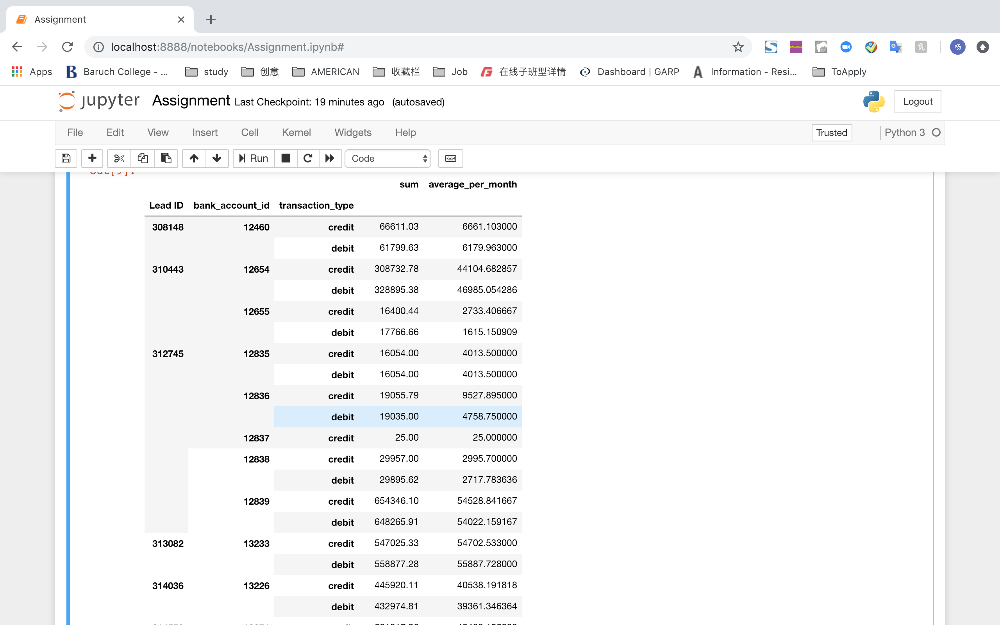 Assignment
localhost:8888/notebooks/Assignment.ipynb#
杨
Apps Baruch College - ... study 创意 AMERICAN 收藏栏 Job 在线子班型详情 Dashboard | GARP Information - Resi... ToApply
jupyter Assignment Last Checkpoint: 19 minutes ago (autosaved) Logout
File Edit View Insert Cell Kernel Widgets Help Trusted Python 3
Run Code
Out[9]:
sum average_per_month
Lead ID bank_account_id transaction_type
308148 12460 credit 66611.03 6661.103000
debit 61799.63 6179.963000
310443 12654 credit 308732.78 44104.682857
debit 328895.38 46985.054286
12655 credit 16400.44 2733.406667
debit 17766.66 1615.150909
312745 12835 credit 16054.00 4013.500000
debit 16054.00 4013.500000
12836 credit 19055.79 9527.895000
debit 19035.00 4758.750000
12837 credit 25.00 25.000000
12838 credit 29957.00 2995.700000
debit 29895.62 2717.783636
12839 credit 654346.10 54528.841667
debit 648265.91 54022.159167
313082 13233 credit 547025.33 54702.533000
debit 558877.28 55887.728000
314036 13226 credit 445920.11 40538.191818
debit 432974.81 39361.346364